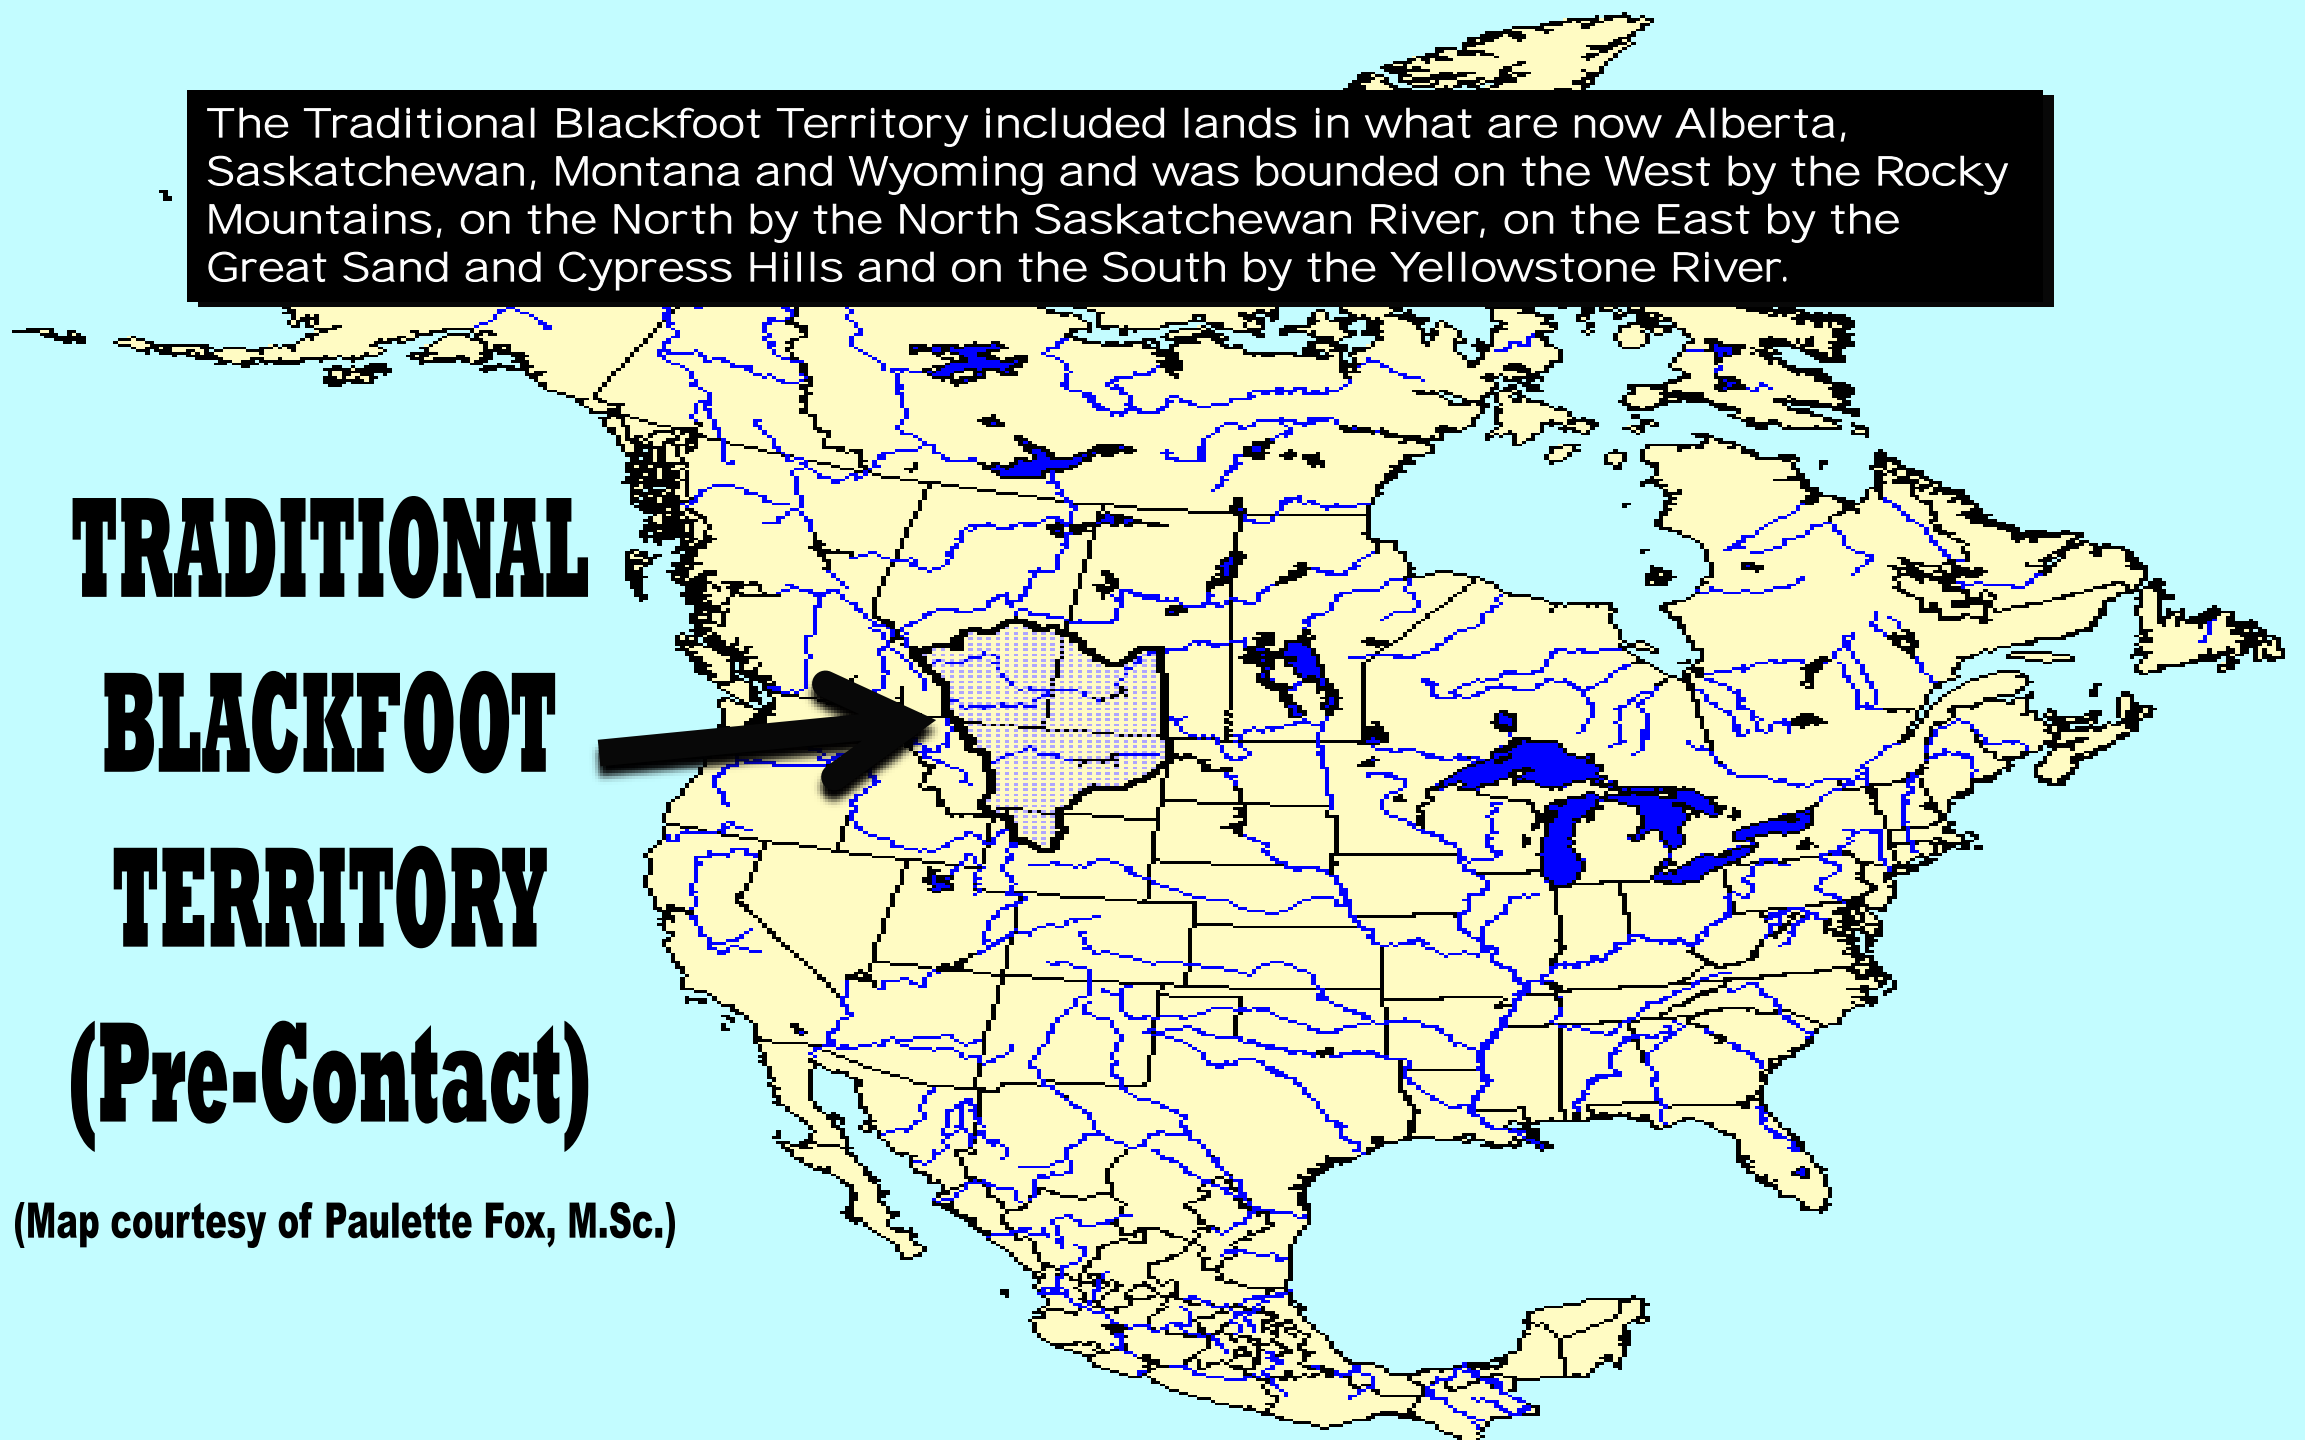 The Traditional Blackfoot Territory included lands in what are now Alberta,
Saskatchewan, Montana and Wyoming and was bounded on the West by the Rocky
Mountains, on the North by the North Saskatchewan River, on the East by the
Great Sand and Cypress Hills and on the South by the Yellowstone River.
TRADITIONAL
BLACKFOOT
TERRITORY
(Pre-Contact)
(Map courtesy of Paulette Fox, M.Sc.)